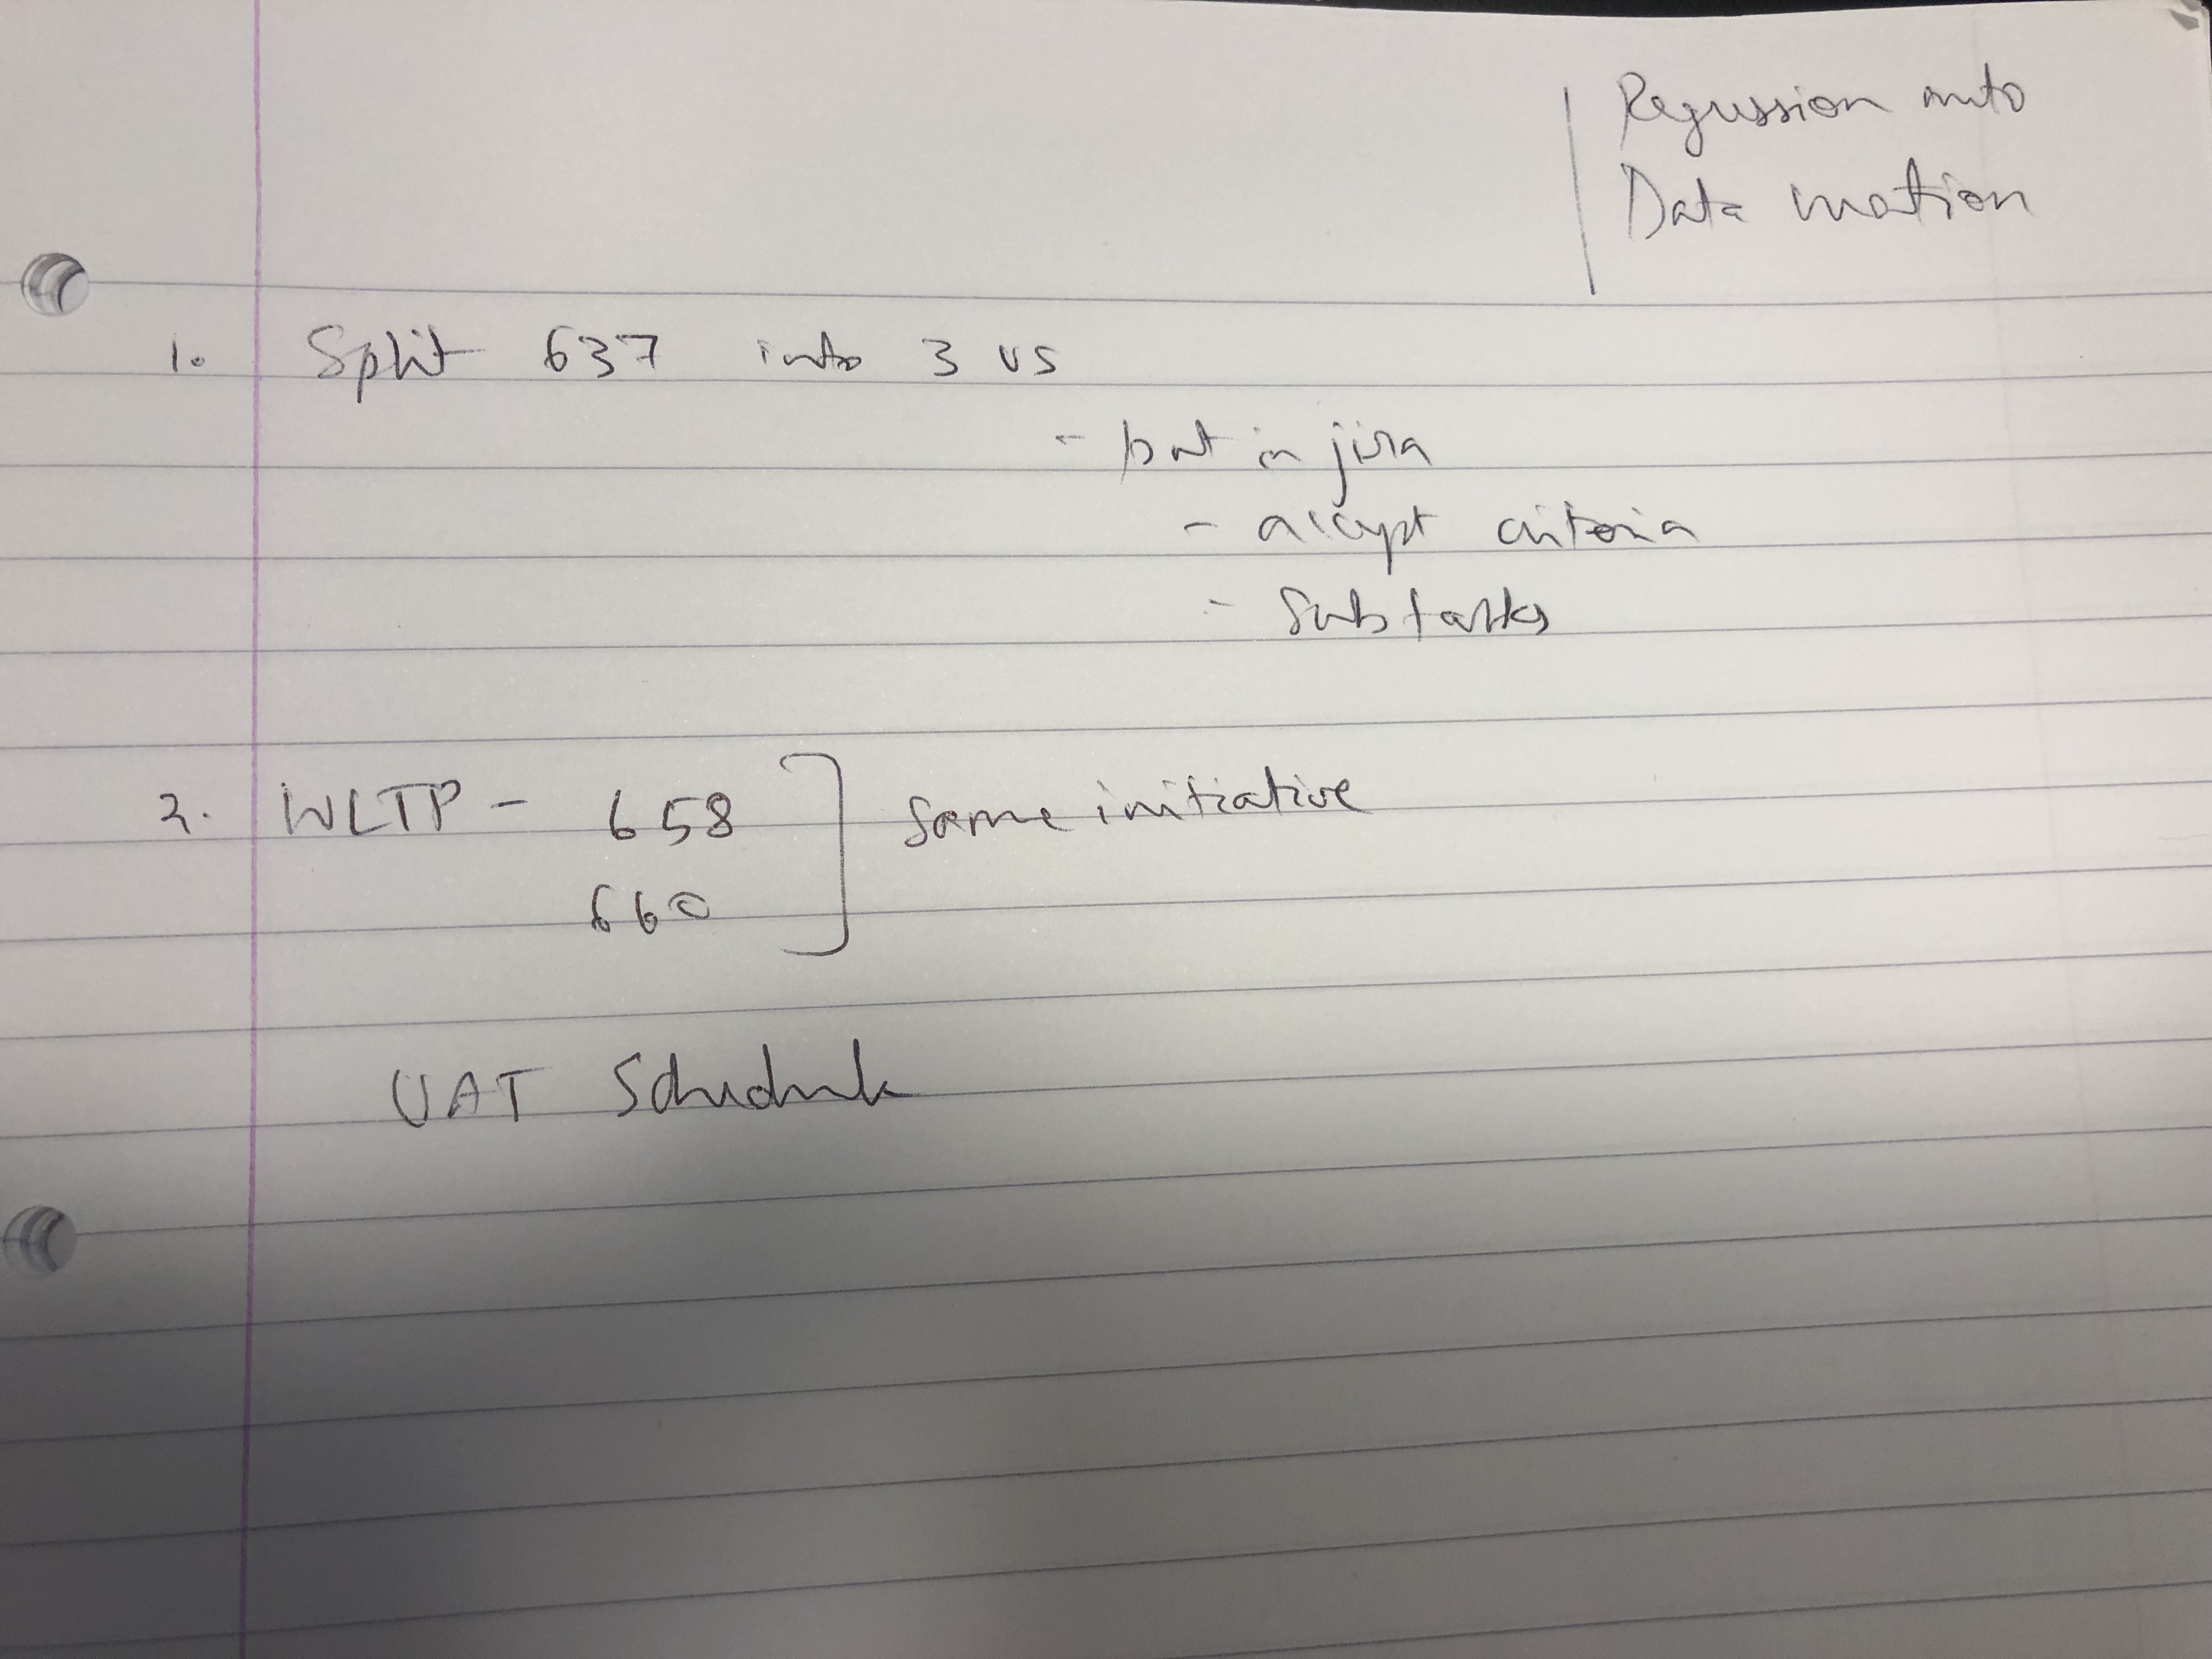 Regression auto
Data
1. Split 637 into 3 US
- put in jira
- accept criteria
- Sub tasks
2. WLTP - 658
660
Same initiative
UAT Schedule